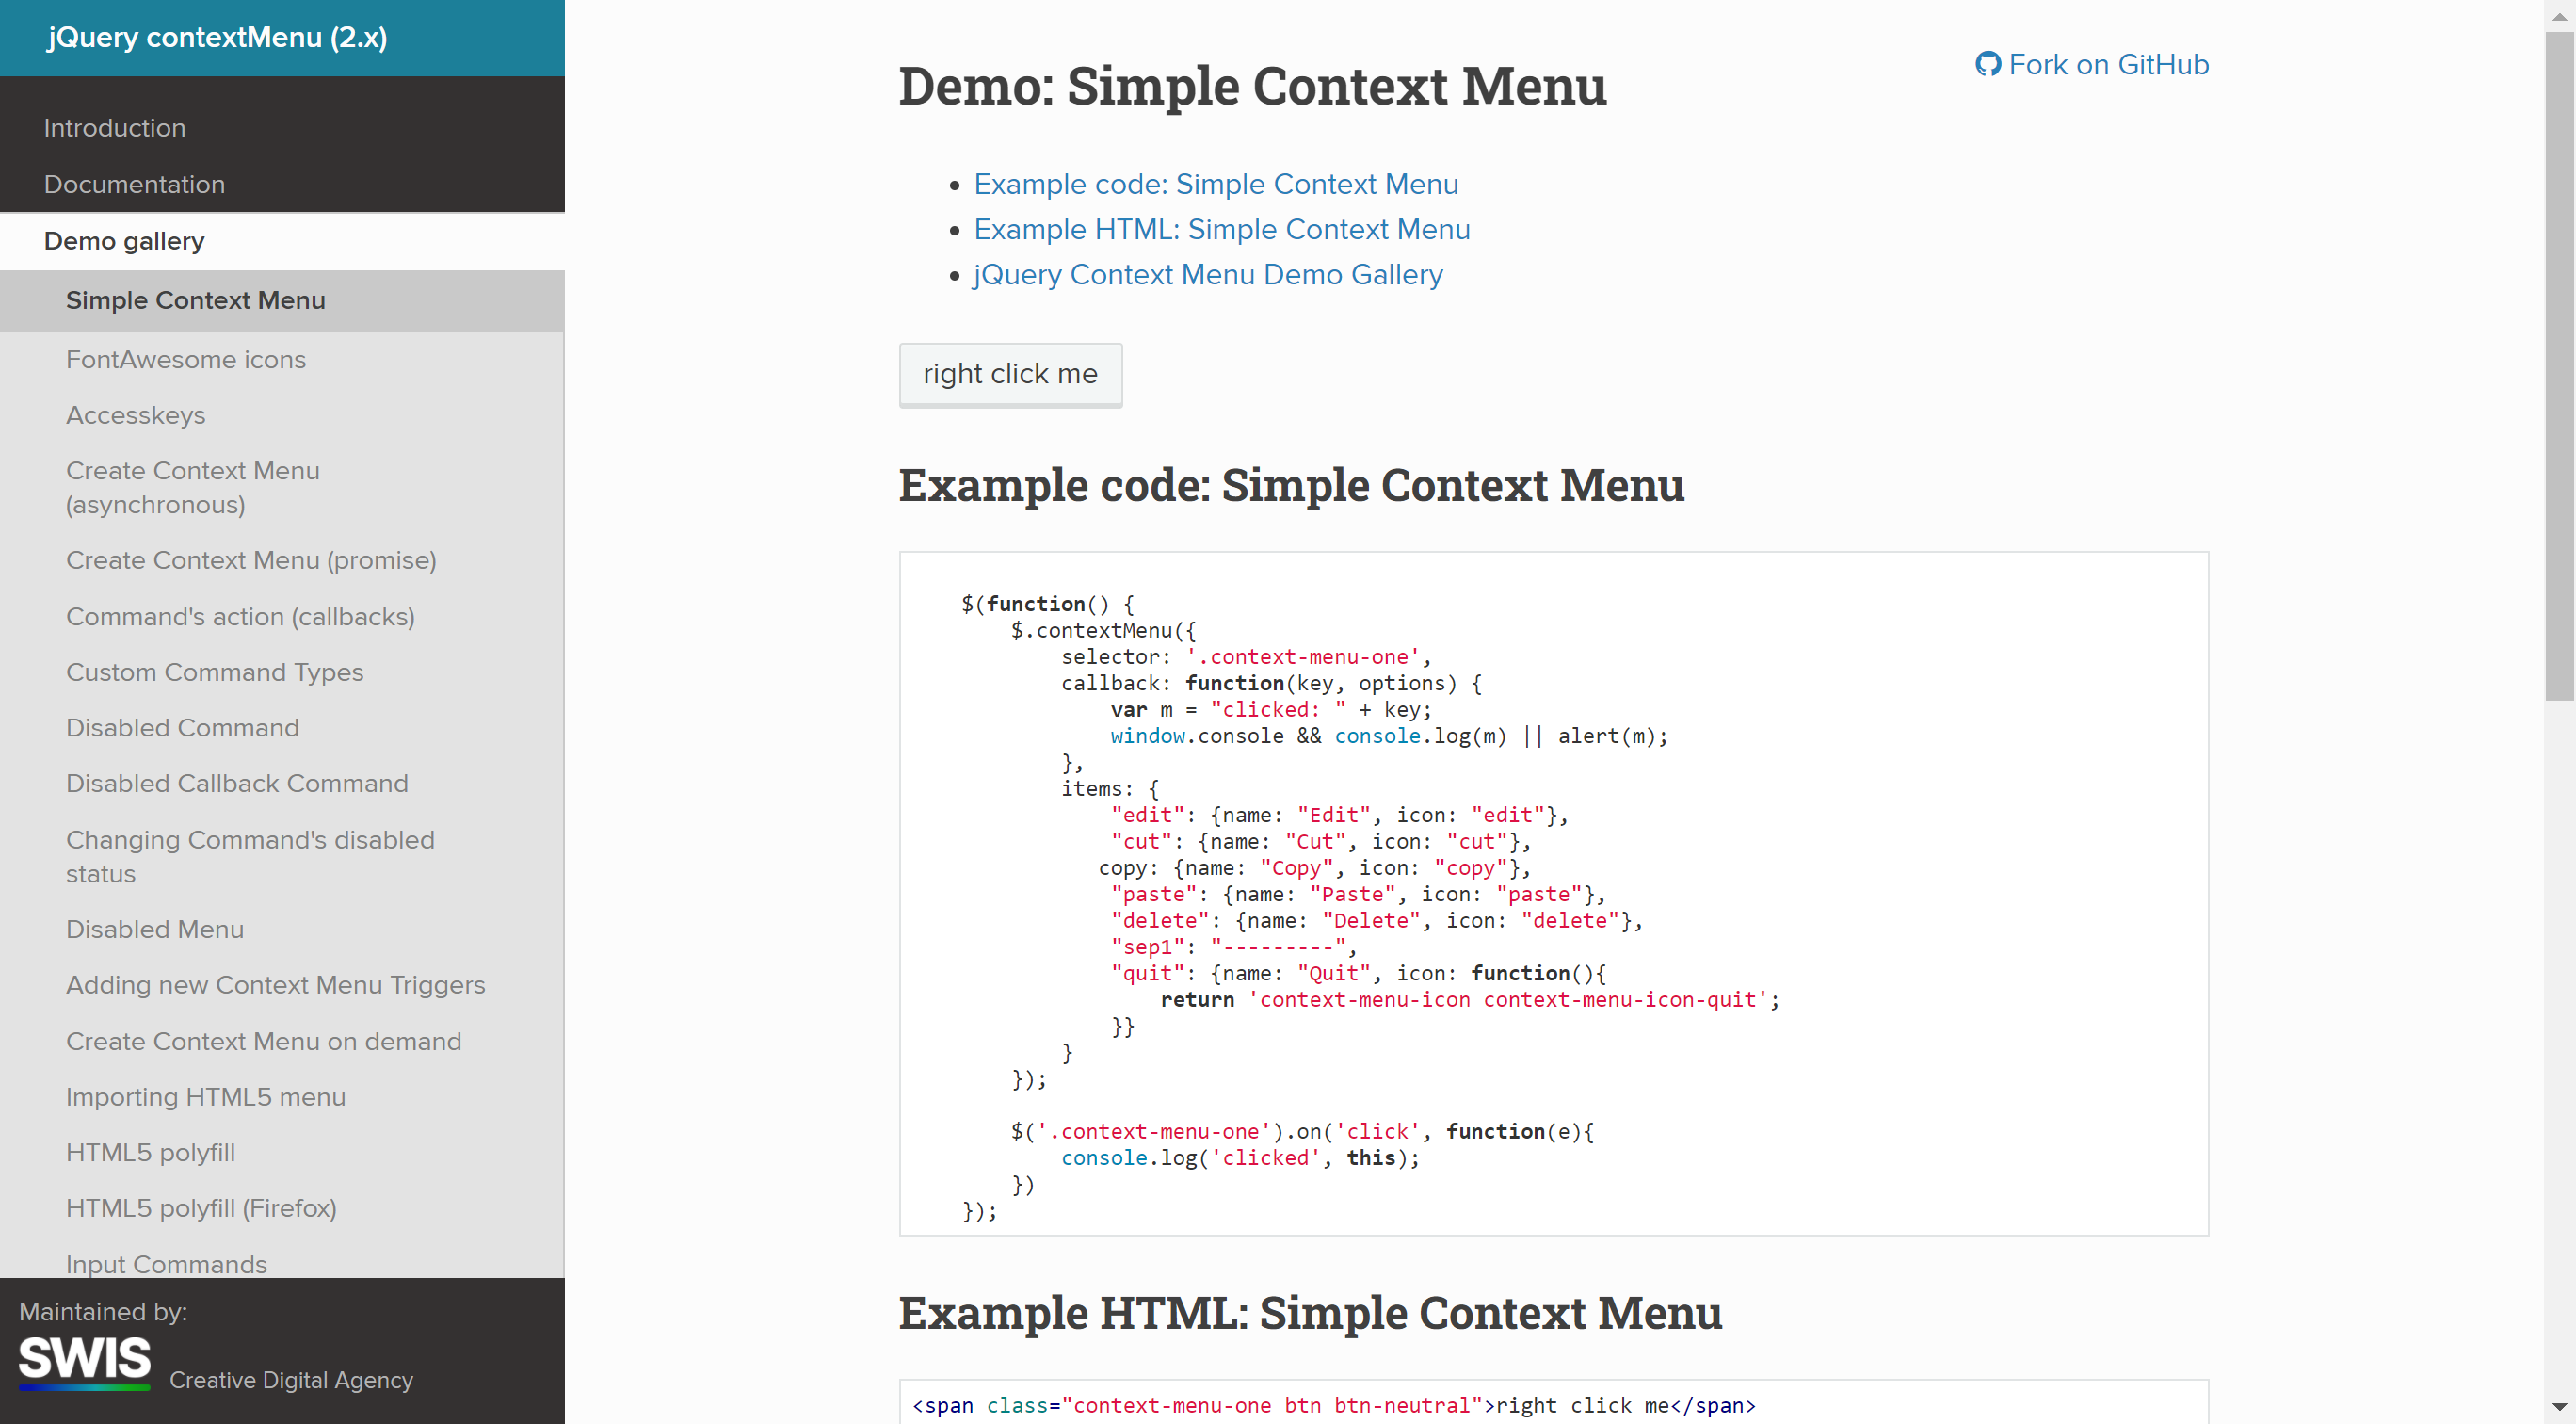 jQuery contextMenu (2.x)
Introduction
Documentation
Demo gallery
Simple Context Menu
FontAwesome icons
Accesskeys
Create Context Menu
(asynchronous)
Create Context Menu (promise)
Command's action (callbacks)
Custom Command Types
Disabled Command
Disabled Callback Command
Changing Command's disabled
status
Disabled Menu
Adding new Context Menu Triggers
Create Context Menu on demand
Importing HTML5 menu
HTML5 polyfill
HTML5 polyfill (Firefox)
Input Commands
Maintained by:
SWIS
Creative Digital Agency
Fork on GitHub
Demo: Simple Context Menu
Example code: Simple Context Menu
Example HTML: Simple Context Menu
jQuery Context Menu Demo Gallery
right click me
Example code: Simple Context Menu
$(function() {
$.contextMenu({
selector: '.context-menu-one',
callback: function(key, options) {
var m = "clicked: " + key;
window.console && console.log(m) || alert(m);
},
items: {
"edit": {name: "Edit", icon: "edit"},
"cut": {name: "Cut", icon: "cut"},
copy: {name: "Copy", icon: "copy"},
"paste": {name: "Paste", icon: "paste"},
"delete": {name: "Delete", icon: "delete"},
"sep1": "---------",
"quit": {name: "Quit", icon: function(){
return 'context-menu-icon context-menu-icon-quit';
}}
}
});
$('.context-menu-one').on('click', function(e){
console.log('clicked', this);
})
});
Example HTML: Simple Context Menu
<span class="context-menu-one btn btn-neutral">right click me</span>